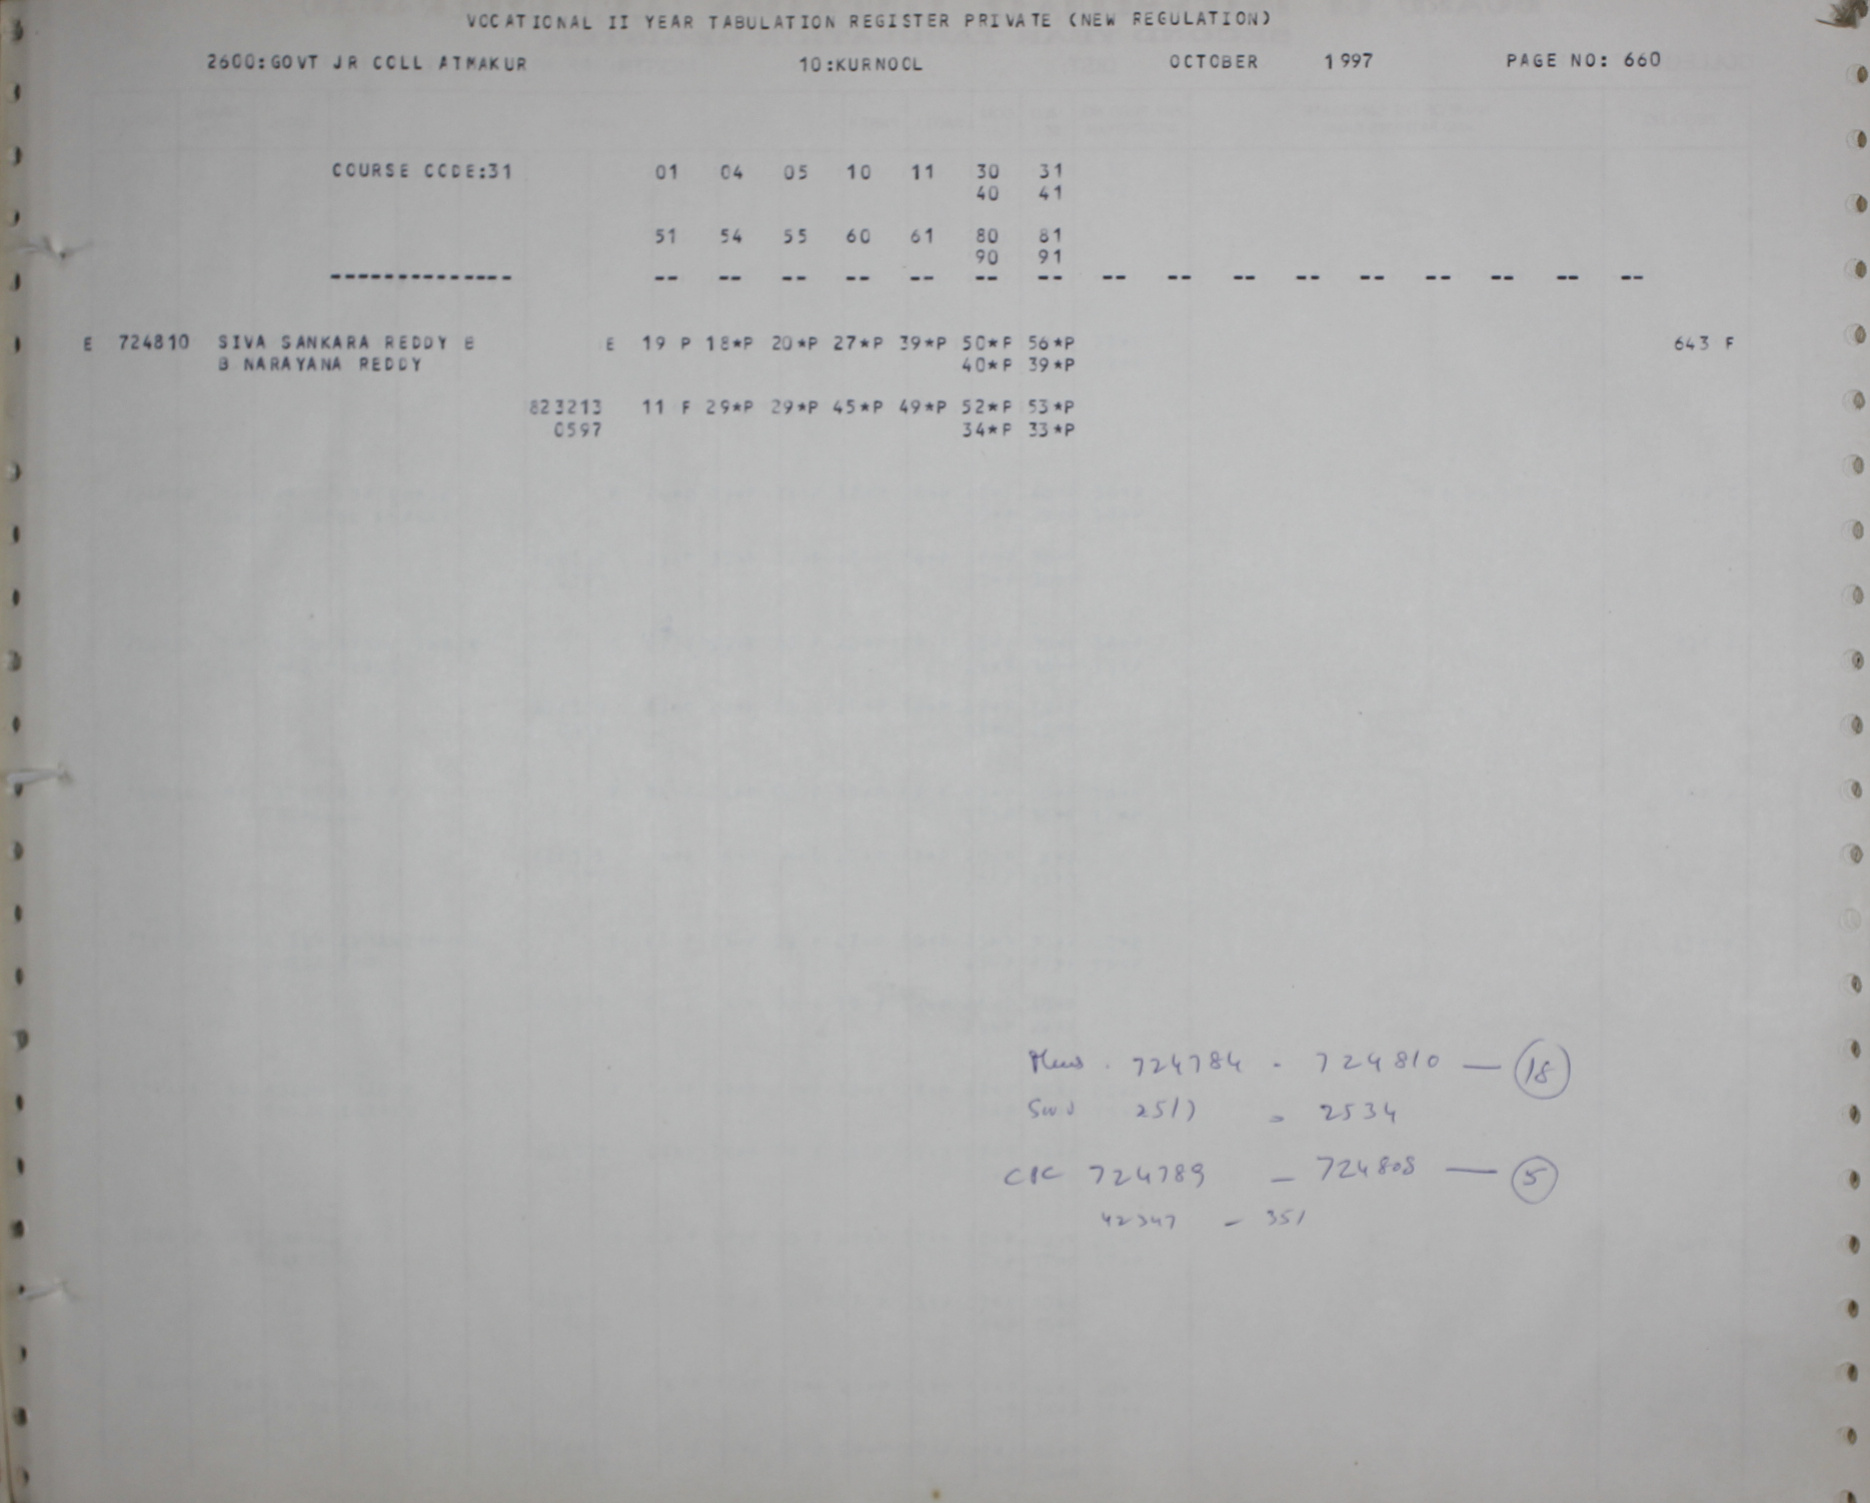 VOCATIONAL II YEAR TABULATION REGISTER PRIVATE (NEW REGULATION)
2600:GOVT JR COLL ATMAKUR 10:KURNOOL OCTOBER 1997 PAGE NO: 660
COURSE CODE:31 01 04 05 10 11 30 31
40 41
51 54 55 60 61 80 81
90 91
-------------- -- -- -- -- -- -- -- -- -- -- -- -- -- -- -- --
E 724810 SIVA SANKARA REDDY B E 19 P 18*P 20*P 27*P 39*P 50*P 56*P 643 F
B NARAYANA REDDY 40*P 39*P
823213 11 F 29*P 29*P 45*P 49*P 52*P 53*P
0597 34*P 33*P
724784 - 724810 — 18
2517 - 2534
724789 - 724808 — 5
42347 - 351